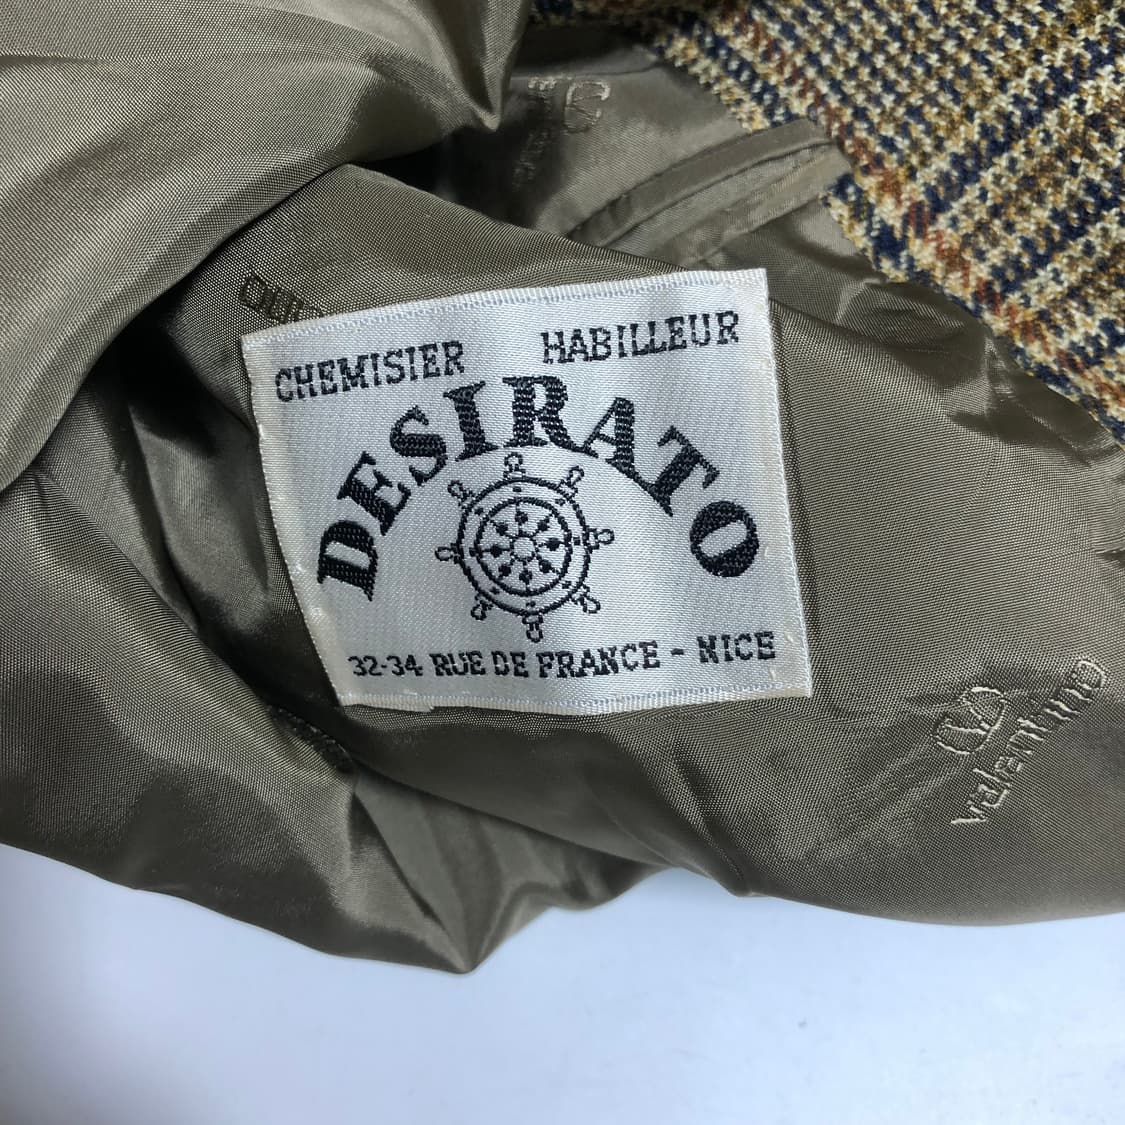 CHEMISIER HABILLEUR
DESIRATO
32-34 RUE DE FRANCE - NICE
valentino